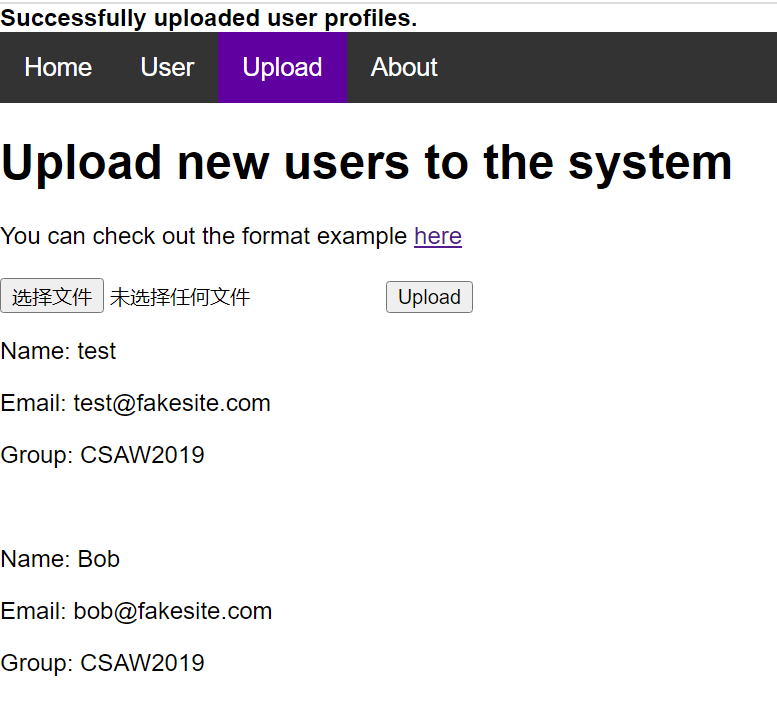 Successfully uploaded user profiles.
Home User Upload About
Upload new users to the system
You can check out the format example here
选择文件 未选择任何文件 Upload
Name: test
Email: test@fakesite.com
Group: CSAW2019
Name: Bob
Email: bob@fakesite.com
Group: CSAW2019